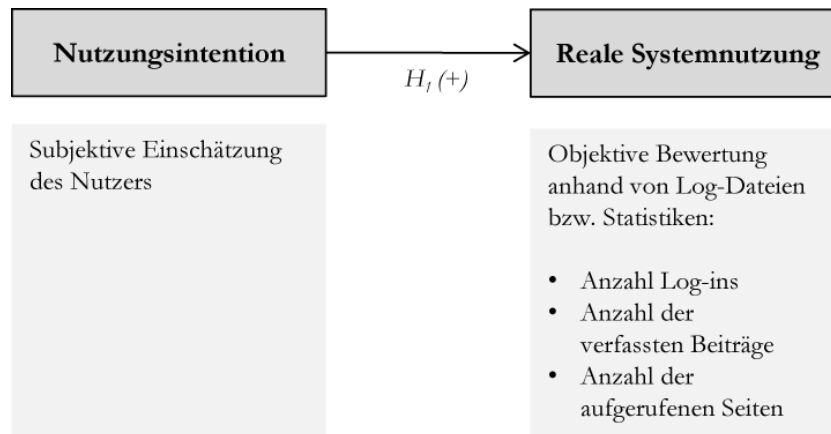 Nutzungsintention
H₁ (+)
Reale Systemnutzung
Subjektive Einschätzung
des Nutzers
Objektive Bewertung
anhand von Log-Dateien
bzw. Statistiken:
• Anzahl Log-ins
• Anzahl der
verfassten Beiträge
• Anzahl der
aufgerufenen Seiten